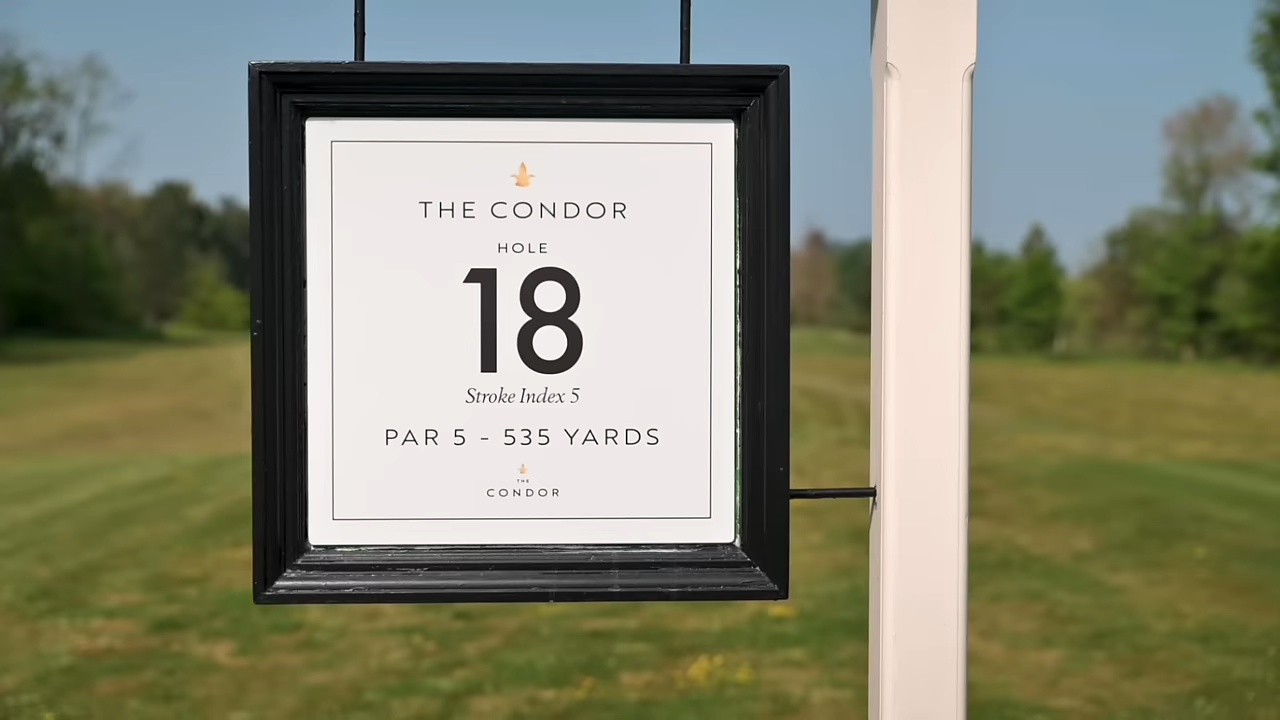 THE CONDOR
HOLE
18
Stroke Index 5
PAR 5 - 535 YARDS
THE
CONDOR